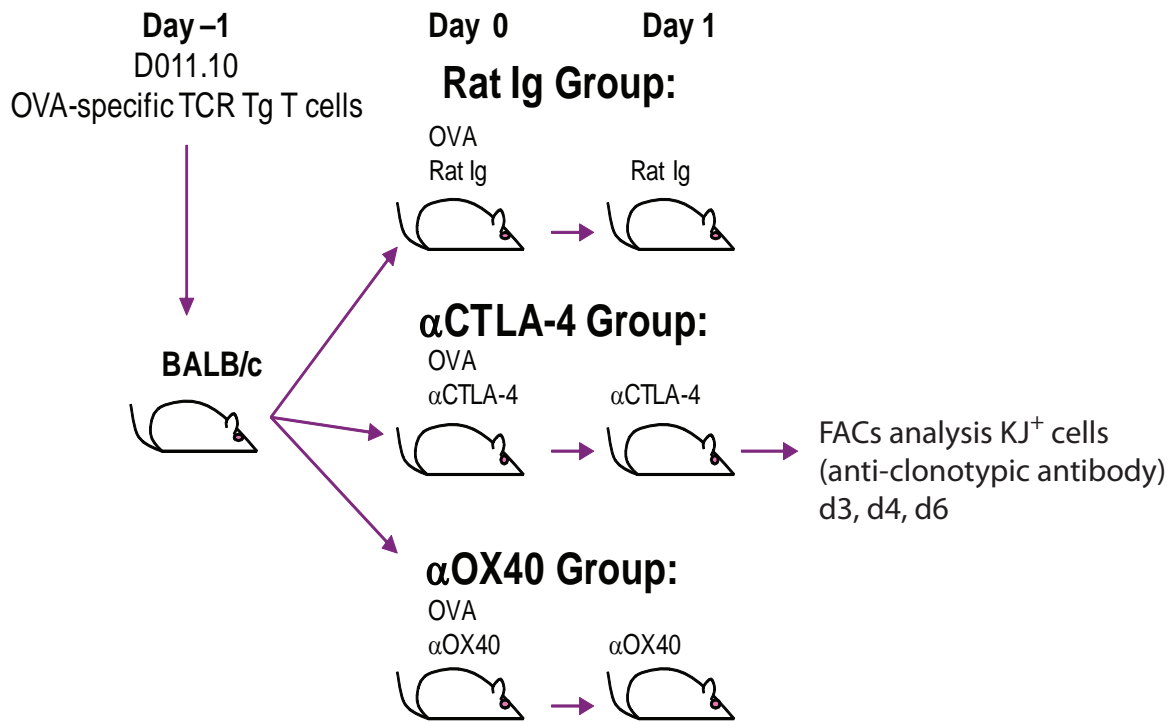 Day –1
D011.10
OVA-specific TCR Tg T cells
BALB/c
Day 0
Day 1
Rat Ig Group:
OVA
Rat Ig
Rat Ig
αCTLA-4 Group:
OVA
αCTLA-4
αCTLA-4
αOX40 Group:
OVA
αOX40
αOX40
FACs analysis KJ⁺ cells
(anti-clonotypic antibody)
d3, d4, d6